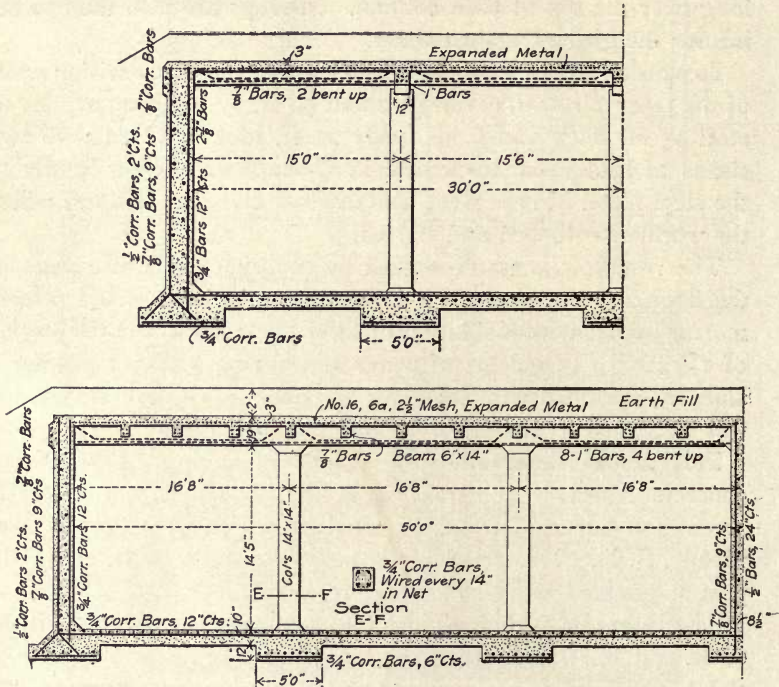 3"
Expanded Metal
7/8" Corr. Bars
7/8" Bars, 2 bent up
12"
1" Bars
2-7/8" Bars
1/2" Corr. Bars, 2' Cts.
7/8" Corr. Bars, 9" Cts
3/4" Bars 12" Cts
15'0"
15'6"
30'0"
3/4" Corr. Bars
5'0"
2'
3"
No. 16, 6a, 2 1/2" Mesh, Expanded Metal
Earth Fill
7/8" Corr. Bars
7/8" Bars
Beam 6"x14"
8-1" Bars, 4 bent up
16'8"
16'8"
16'8"
50'0"
1/2" Corr. Bars 2' Cts.
7/8" Corr. Bars 9" Cts
3/4" Corr. Bars 12" Cts.
14'5"
Col's 14"x14"
3/4" Corr. Bars,
Wired every 14"
in Net
E F
Section
E-F.
7/8" Corr. Bars, 9" Cts.
1/2" Bars, 24" Cts.
8 1/2"
3/4" Corr. Bars, 12" Cts.
10"
12"
3/4" Corr. Bars, 6" Cts.
5'0"